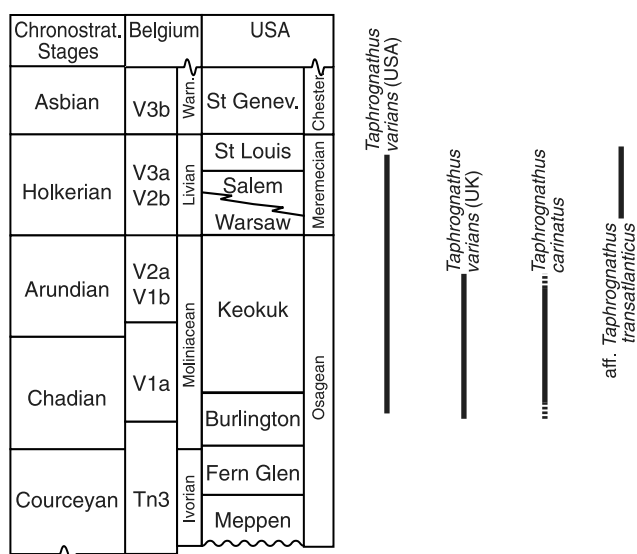 Chronostrat.
Stages
Belgium
USA
Asbian
V3b
Warn.
St Genev.
Chester
Holkerian
V3a
V2b
Livian
St Louis
Salem
Warsaw
Meremecian
Arundian
V2a
V1b
Moliniacean
Keokuk
Osagean
Chadian
V1a
Burlington
Courceyan
Tn3
Ivorian
Fern Glen
Meppen
Taphrognathus
varians (USA)
Taphrognathus
varians (UK)
Taphrognathus
carinatus
aff. Taphrognathus
transatlanticus